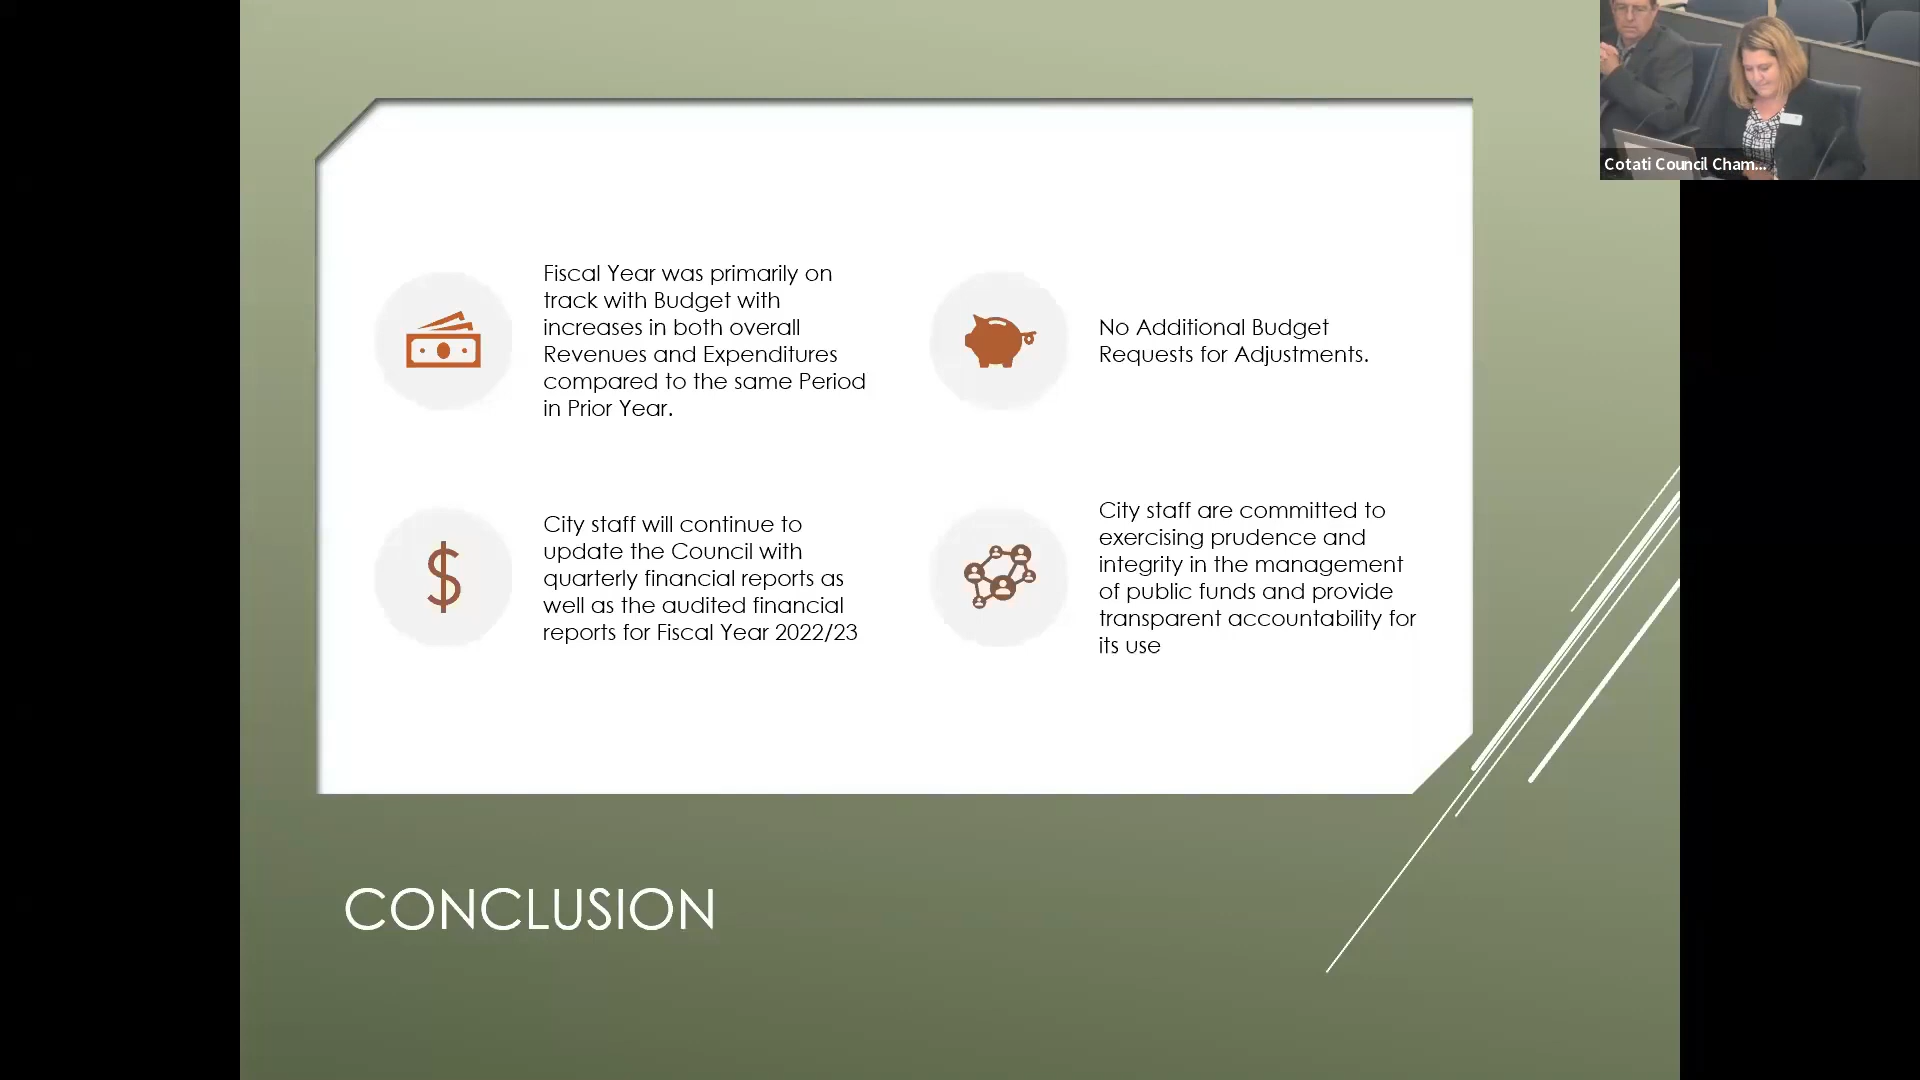 Cotati Council Cham...
Fiscal Year was primarily on
track with Budget with
increases in both overall
Revenues and Expenditures
compared to the same Period
in Prior Year.
No Additional Budget
Requests for Adjustments.
City staff will continue to
update the Council with
quarterly financial reports as
well as the audited financial
reports for Fiscal Year 2022/23
City staff are committed to
exercising prudence and
integrity in the management
of public funds and provide
transparent accountability for
its use
CONCLUSION